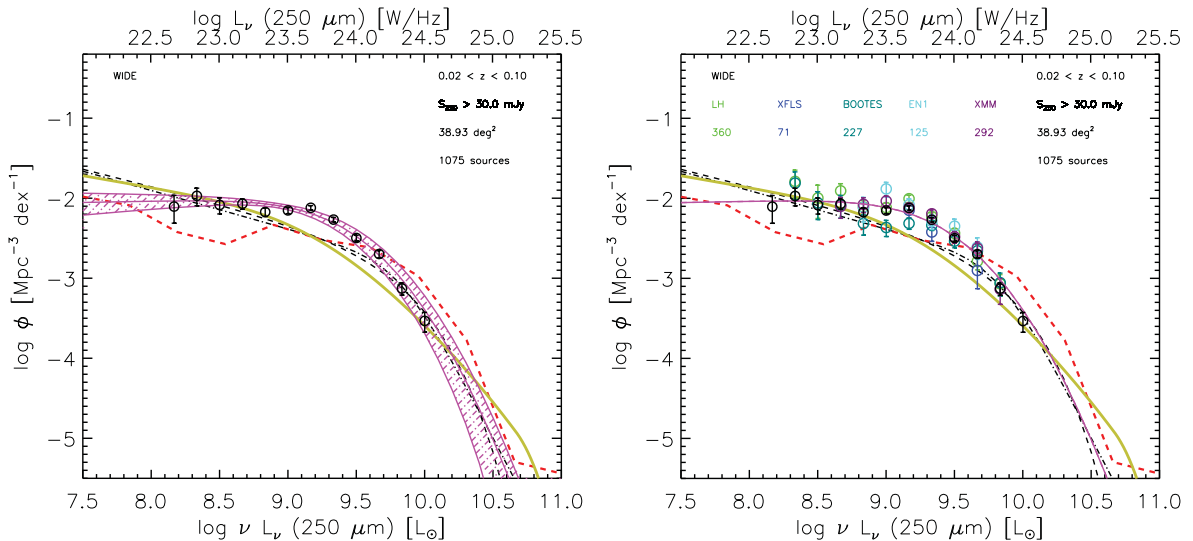 log L_ν (250 μm) [W/Hz]
22.5 23.0 23.5 24.0 24.5 25.0 25.5
WIDE
0.02 < z < 0.10
S_250 > 30.0 mJy
38.93 deg²
1075 sources
log φ [Mpc⁻³ dex⁻¹]
−1
−2
−3
−4
−5
7.5 8.0 8.5 9.0 9.5 10.0 10.5 11.0
log ν L_ν (250 μm) [L_⊙]
log L_ν (250 μm) [W/Hz]
22.5 23.0 23.5 24.0 24.5 25.0 25.5
WIDE
0.02 < z < 0.10
LH XFLS BOOTES EN1 XMM
S_250 > 30.0 mJy
360 71 227 125 292
38.93 deg²
1075 sources
log φ [Mpc⁻³ dex⁻¹]
−1
−2
−3
−4
−5
7.5 8.0 8.5 9.0 9.5 10.0 10.5 11.0
log ν L_ν (250 μm) [L_⊙]